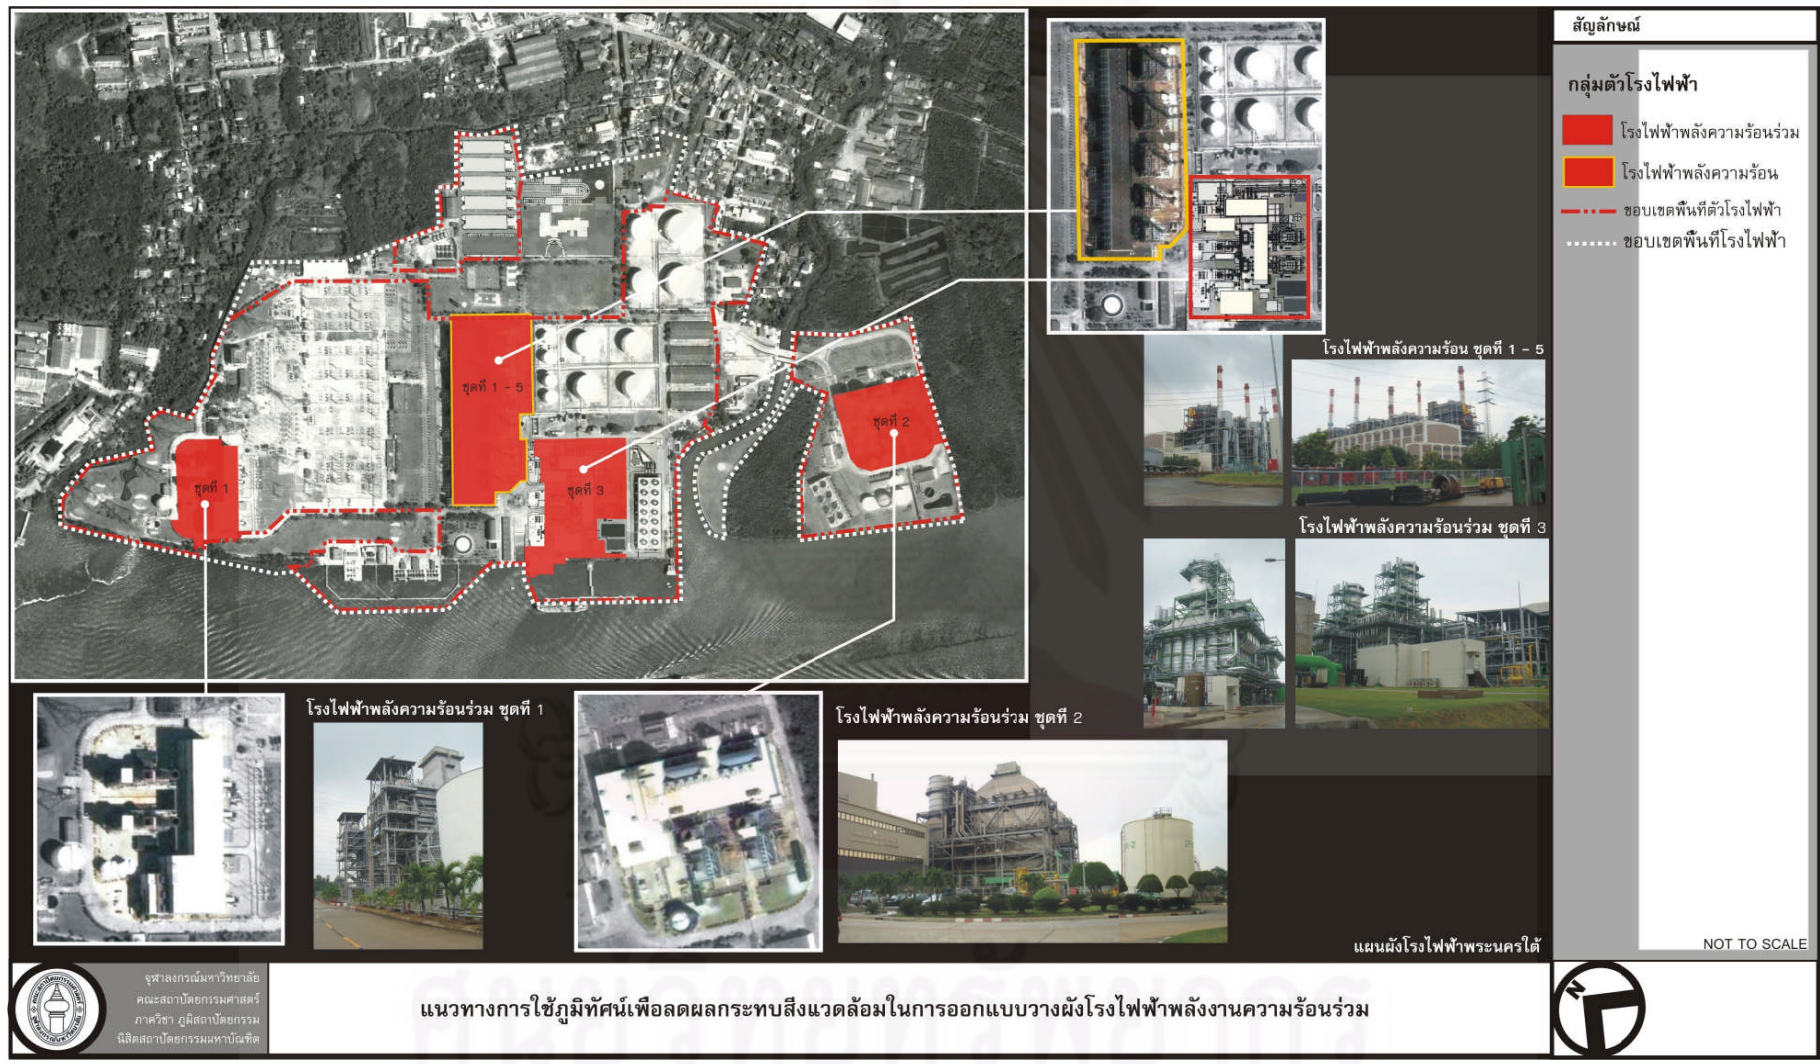 สัญลักษณ์
กลุ่มตัวโรงไฟฟ้า
โรงไฟฟ้าพลังความร้อนร่วม
โรงไฟฟ้าพลังความร้อน
ขอบเขตพื้นที่ตัวโรงไฟฟ้า
ขอบเขตพื้นที่โรงไฟฟ้า
ชุดที่ 1 - 5
ชุดที่ 2
ชุดที่ 1
ชุดที่ 3
โรงไฟฟ้าพลังความร้อน ชุดที่ 1 - 5
โรงไฟฟ้าพลังความร้อนร่วม ชุดที่ 3
โรงไฟฟ้าพลังความร้อนร่วม ชุดที่ 1
โรงไฟฟ้าพลังความร้อนร่วม ชุดที่ 2
แผนผังโรงไฟฟ้าพระนครใต้
NOT TO SCALE
จุฬาลงกรณ์มหาวิทยาลัย
คณะสถาปัตยกรรมศาสตร์
ภาควิชา ภูมิสถาปัตยกรรม
นิสิตสถาปัตยกรรมมหาบัณฑิต
แนวทางการใช้ภูมิทัศน์เพื่อลดผลกระทบสิ่งแวดล้อมในการออกแบบวางผังโรงไฟฟ้าพลังงานความร้อนร่วม
N